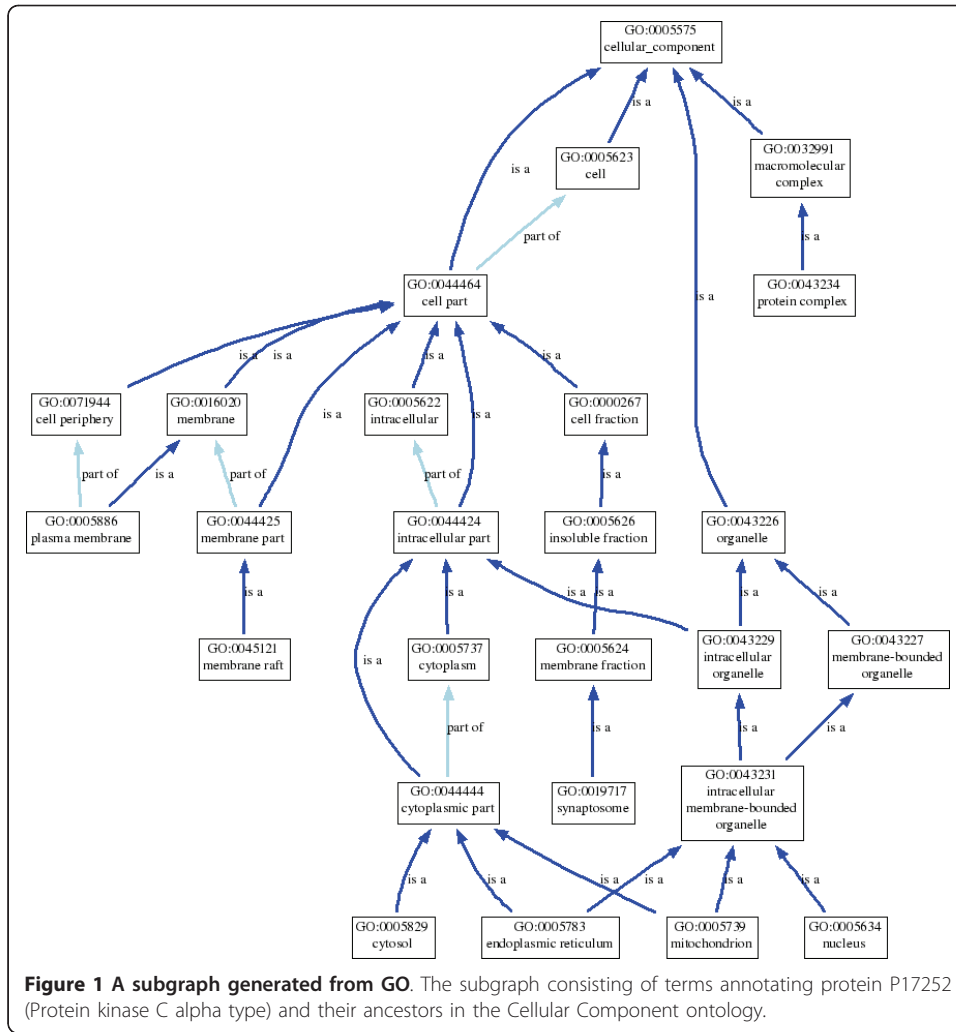 GO:0005575
cellular_component
is a
is a
GO:0005623
cell
GO:0032991
macromolecular
complex
is a
part of
is a
GO:0044464
cell part
is a
GO:0043234
protein complex
is a
is a
is a
is a
GO:0071944
cell periphery
GO:0016020
membrane
is a
GO:0005622
intracellular
is a
GO:0000267
cell fraction
part of
is a
part of
part of
is a
GO:0005886
plasma membrane
GO:0044425
membrane part
GO:0044424
intracellular part
GO:0005626
insoluble fraction
GO:0043226
organelle
is a
is a
is a
is a
is a
is a
GO:0045121
membrane raft
is a
GO:0005737
cytoplasm
GO:0005624
membrane fraction
GO:0043229
intracellular
organelle
GO:0043227
membrane-bounded
organelle
part of
is a
is a
is a
GO:0044444
cytoplasmic part
GO:0019717
synaptosome
GO:0043231
intracellular
membrane-bounded
organelle
is a
is a
is a
is a
is a
is a
GO:0005829
cytosol
GO:0005783
endoplasmic reticulum
GO:0005739
mitochondrion
GO:0005634
nucleus
Figure 1 A subgraph generated from GO. The subgraph consisting of terms annotating protein P17252
(Protein kinase C alpha type) and their ancestors in the Cellular Component ontology.